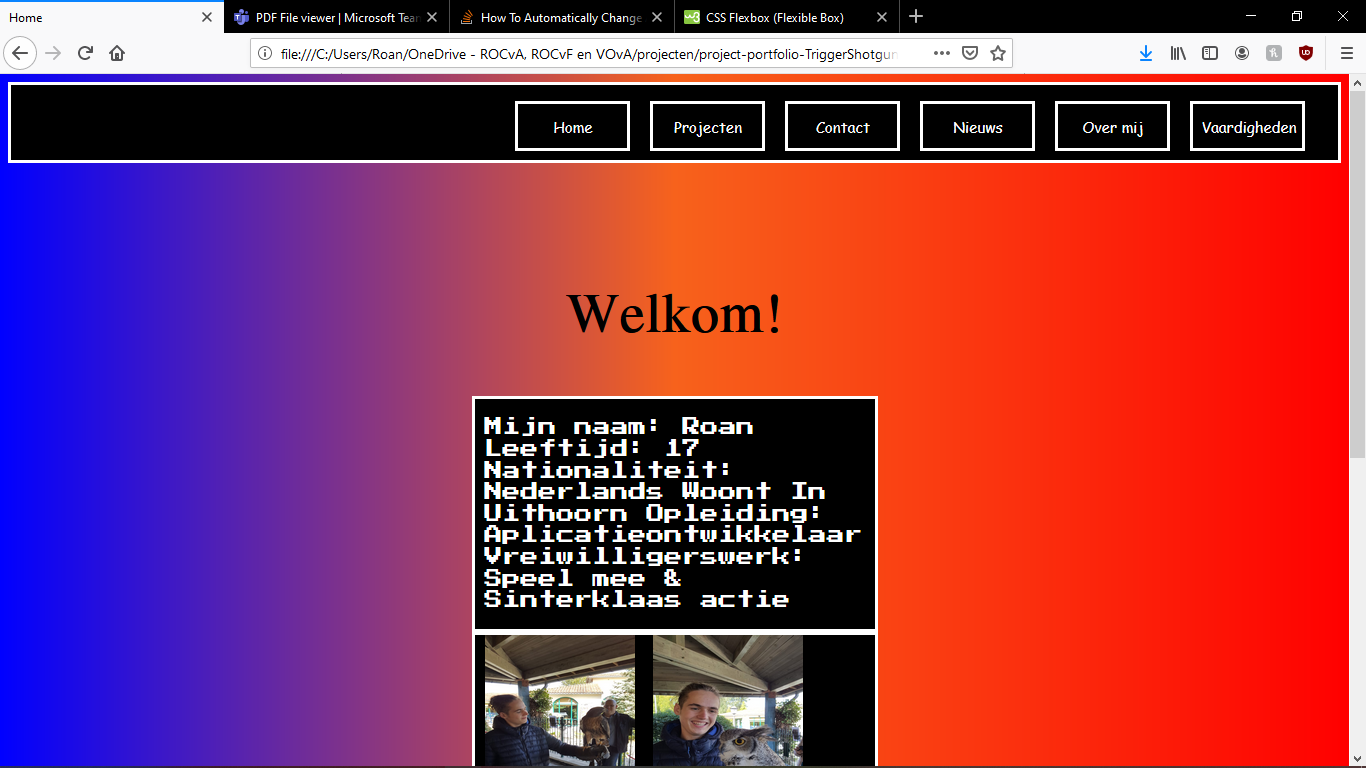 Home
PDF File viewer | Microsoft Tea
How To Automatically Change
CSS Flexbox (Flexible Box)
file:///C:/Users/Roan/OneDrive - ROCvA, ROCvF en VOvA/projecten/project-portfolio-TriggerShotgun
Home
Projecten
Contact
Nieuws
Over mij
Vaardigheden
Welkom!
Mijn naam: Roan
Leeftijd: 17
Nationaliteit:
Nederlands Woont In
Uithoorn Opleiding:
Aplicatieontwikkelaar
Vreiwilligerswerk:
Speel mee &
Sinterklaas actie